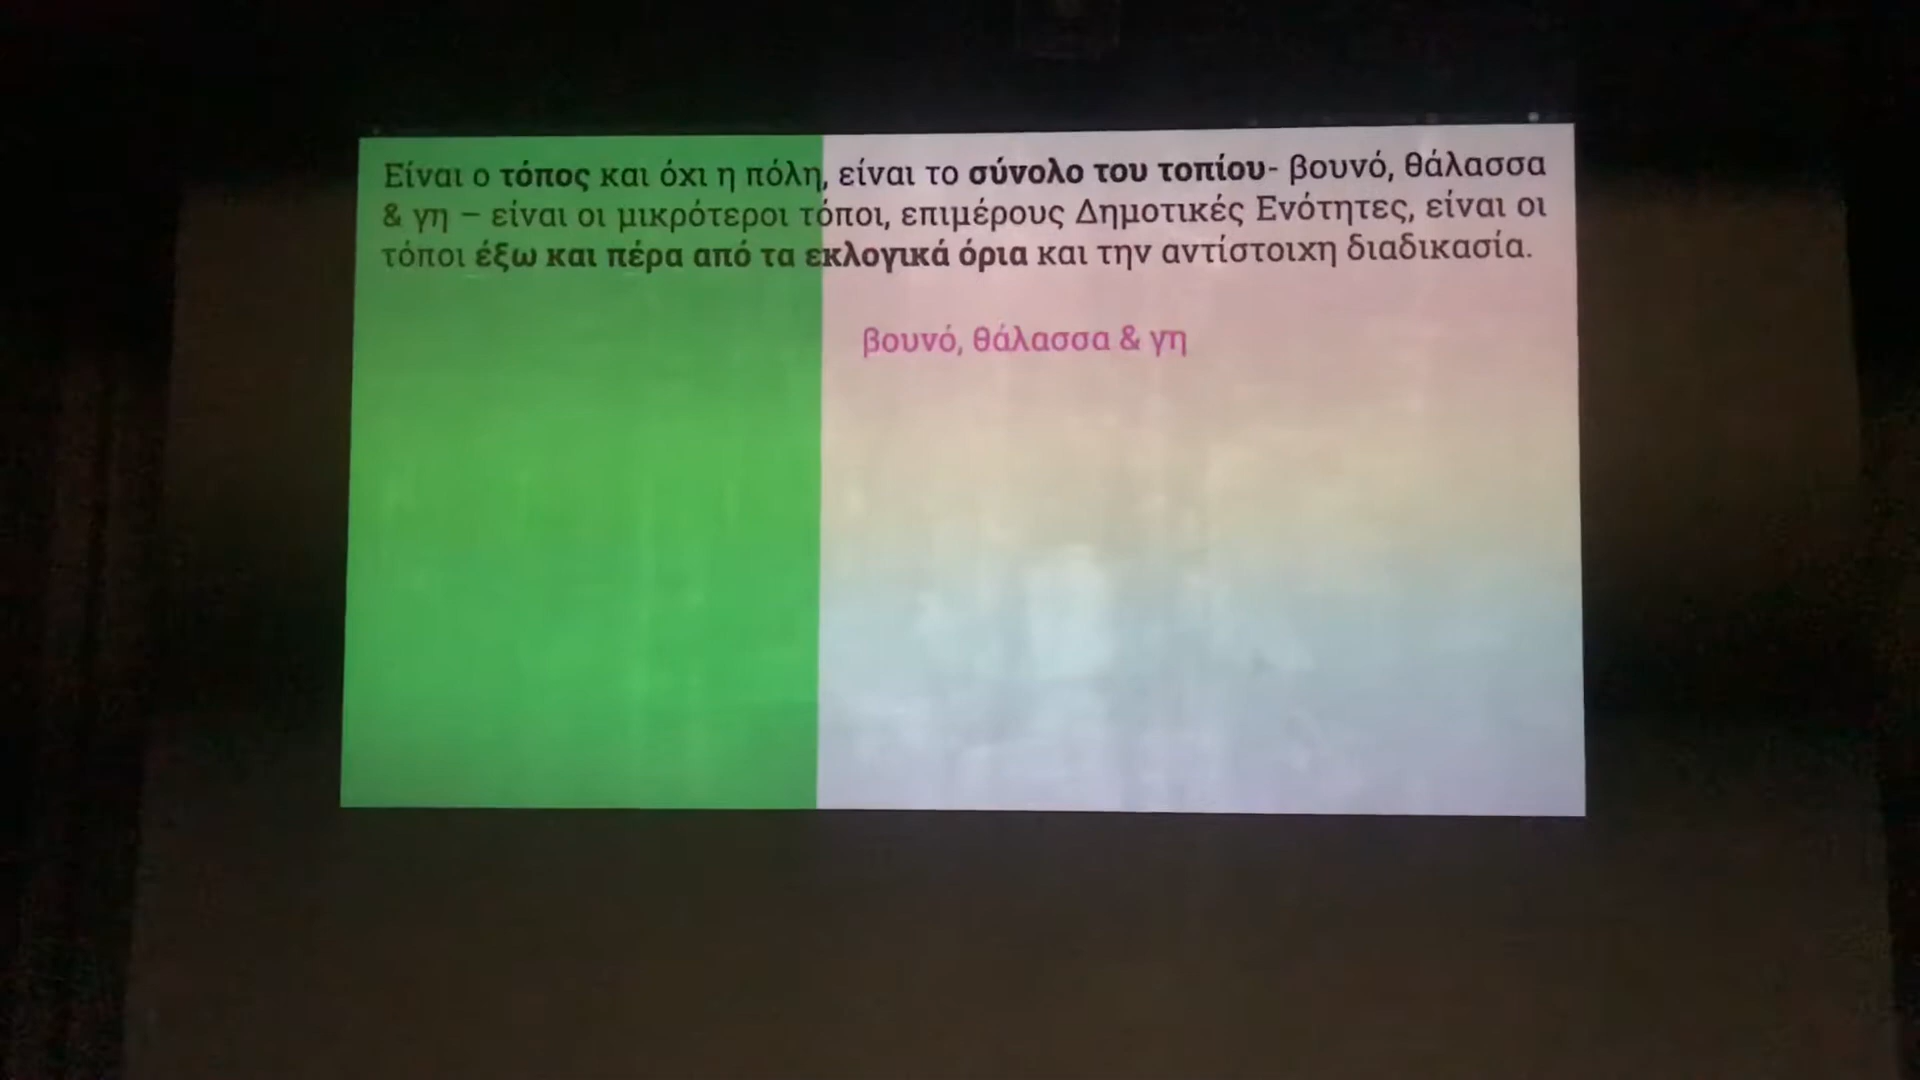 Είναι ο τόπος και όχι η πόλη, είναι το σύνολο του τοπίου- βουνό, θάλασσα
& γη – είναι οι μικρότεροι τόποι, επιμέρους Δημοτικές Ενότητες, είναι οι
τόποι έξω και πέρα από τα εκλογικά όρια και την αντίστοιχη διαδικασία.
βουνό, θάλασσα & γη